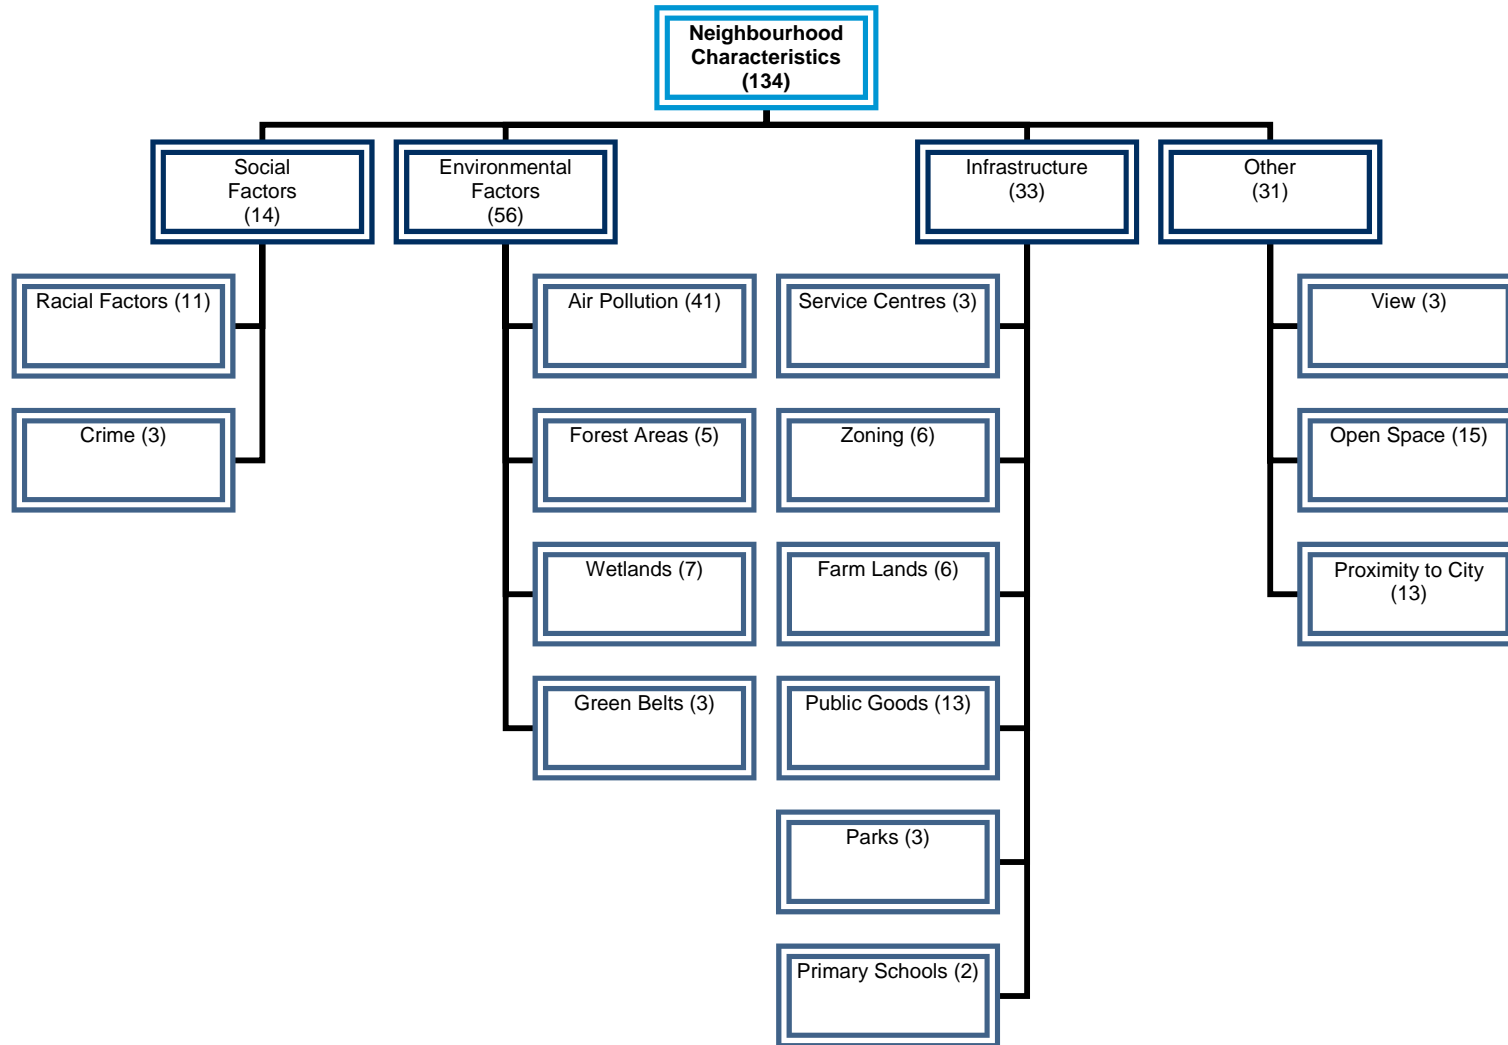 Neighbourhood
Characteristics
(134)
Social
Factors
(14)
Environmental
Factors
(56)
Infrastructure
(33)
Other
(31)
Racial Factors (11)
Air Pollution (41)
Service Centres (3)
View (3)
Crime (3)
Forest Areas (5)
Zoning (6)
Open Space (15)
Wetlands (7)
Farm Lands (6)
Proximity to City
(13)
Green Belts (3)
Public Goods (13)
Parks (3)
Primary Schools (2)